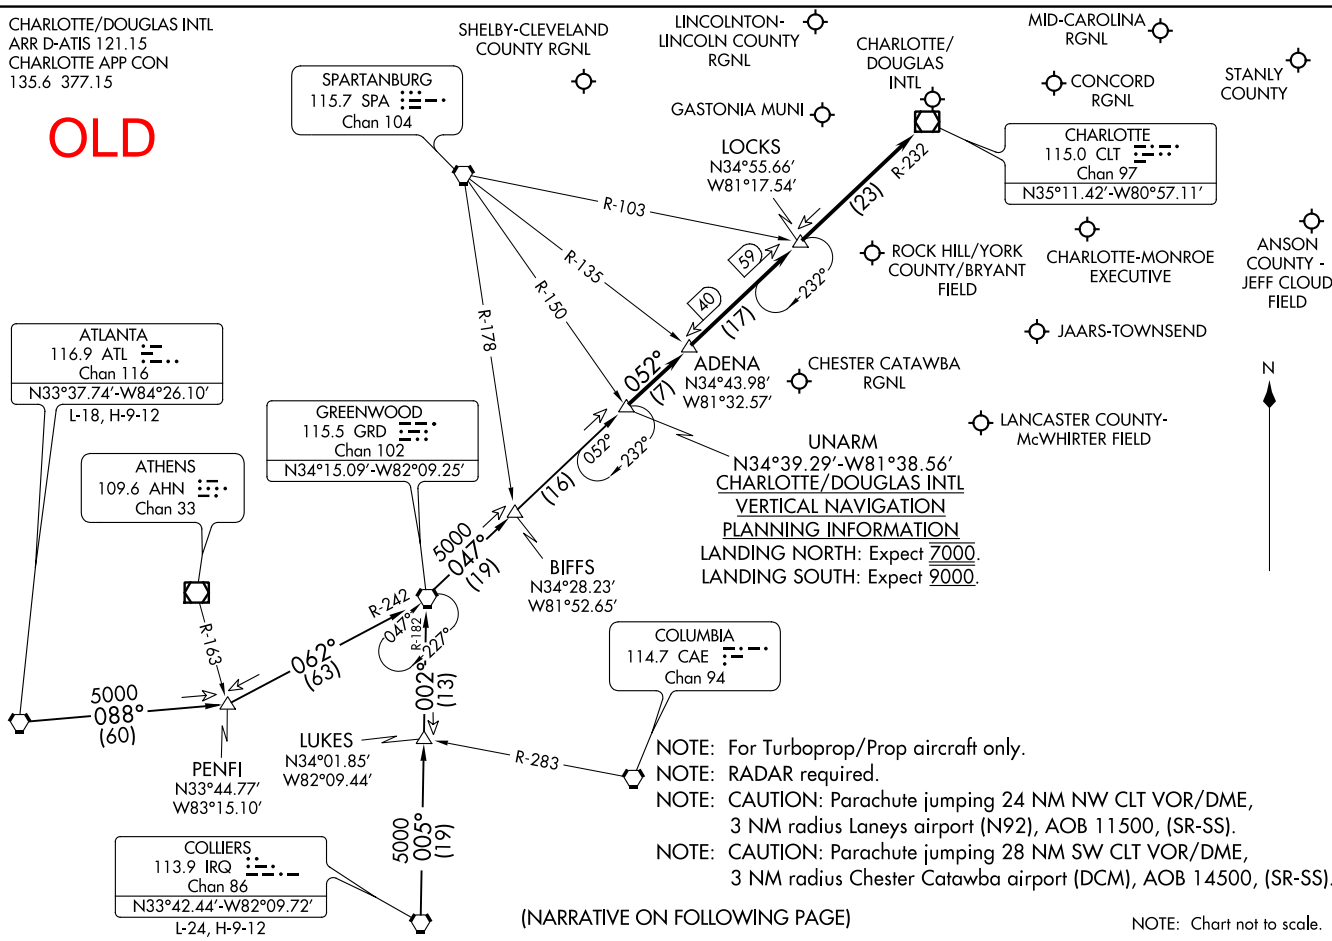 CHARLOTTE/DOUGLAS INTL
ARR D-ATIS 121.15
CHARLOTTE APP CON
135.6 377.15
OLD
SHELBY-CLEVELAND
COUNTY RGNL
LINCOLNTON-
LINCOLN COUNTY
RGNL
MID-CAROLINA
RGNL
CHARLOTTE/
DOUGLAS
INTL
CONCORD
RGNL
STANLY
COUNTY
GASTONIA MUNI
SPARTANBURG
115.7 SPA
Chan 104
LOCKS
N34°55.66'
W81°17.54'
CHARLOTTE
115.0 CLT
Chan 97
N35°11.42'-W80°57.11'
R-232
(23)
R-103
R-135
R-150
R-178
59
40
(17)
232°
ROCK HILL/YORK
COUNTY/BRYANT
FIELD
CHARLOTTE-MONROE
EXECUTIVE
ANSON
COUNTY -
JEFF CLOUD
FIELD
JAARS-TOWNSEND
N
ATLANTA
116.9 ATL
Chan 116
N33°37.74'-W84°26.10'
L-18, H-9-12
ADENA
N34°43.98'
W81°32.57'
CHESTER CATAWBA
RGNL
052°
(7)
LANCASTER COUNTY-
McWHIRTER FIELD
GREENWOOD
115.5 GRD
Chan 102
N34°15.09'-W82°09.25'
UNARM
N34°39.29'-W81°38.56'
052°
232°
(16)
ATHENS
109.6 AHN
Chan 33
CHARLOTTE/DOUGLAS INTL
VERTICAL NAVIGATION
PLANNING INFORMATION
LANDING NORTH: Expect 7000.
LANDING SOUTH: Expect 9000.
5000
047°
(19)
BIFFS
N34°28.23'
W81°52.65'
R-242
047°
R-182
227°
R-163
062°
(63)
002°
(13)
COLUMBIA
114.7 CAE
Chan 94
5000
088°
(60)
PENFI
N33°44.77'
W83°15.10'
LUKES
N34°01.85'
W82°09.44'
R-283
5000
005°
(19)
COLLIERS
113.9 IRQ
Chan 86
N33°42.44'-W82°09.72'
L-24, H-9-12
NOTE: For Turboprop/Prop aircraft only.
NOTE: RADAR required.
NOTE: CAUTION: Parachute jumping 24 NM NW CLT VOR/DME,
3 NM radius Laneys airport (N92), AOB 11500, (SR-SS).
NOTE: CAUTION: Parachute jumping 28 NM SW CLT VOR/DME,
3 NM radius Chester Catawba airport (DCM), AOB 14500, (SR-SS).
(NARRATIVE ON FOLLOWING PAGE)
NOTE: Chart not to scale.